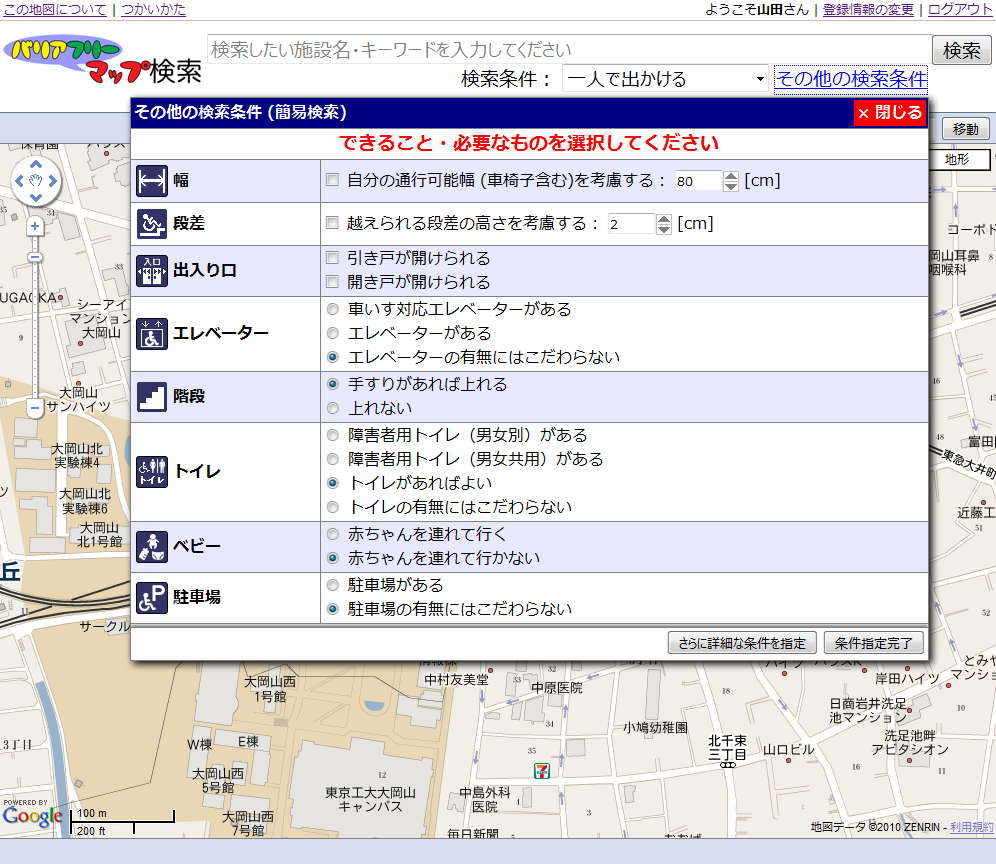 この地図について | つかいかた
ようこそ山田さん | 登録情報の変更 | ログアウト
バリアフリー
マップ検索
検索したい施設名・キーワードを入力してください
検索
検索条件： 一人で出かける その他の検索条件
その他の検索条件 (簡易検索)
× 閉じる
移動
できること・必要なものを選択してください
地形
幅
自分の通行可能幅 (車椅子含む)を考慮する： 80 [cm]
段差
越えられる段差の高さを考慮する： 2 [cm]
入口
出入り口
引き戸が開けられる
開き戸が開けられる
エレベーター
車いす対応エレベーターがある
エレベーターがある
エレベーターの有無にはこだわらない
階段
手すりがあれば上れる
上れない
トイレ
トイレ
障害者用トイレ（男女別）がある
障害者用トイレ（男女共用）がある
トイレがあればよい
トイレの有無にはこだわらない
ベビー
赤ちゃんを連れて行く
赤ちゃんを連れて行かない
P
駐車場
駐車場がある
駐車場の有無にはこだわらない
さらに詳細な条件を指定
条件指定完了
コーポド
岡山耳鼻
咽喉科
8
33
UGAOKA
シーアイ
マンション
大岡山
9
大岡山
サンハイツ
46
45
48
富田
大岡山北
実験棟4
東急大井町
大岡山北
実験棟6
近藤工
51
大岡山
北1号館
丘
11
52
サークル
とみや
マンショ
中村友美堂
大岡山西
1号館
33
32
中原医院
18
岸田ハイツ
日商岩井洗足
池マンション
10
34
小鳩幼稚園
洗足池畔
アビタシオン
3丁目
W棟
E棟
35
北千束
三丁目
山口ビル
16
11
大岡山西
5号館
12
東京工大大岡山
キャンパス
中島外科
医院
4
3
POWERED BY
Google
100 m
200 ft
大岡山西
7号館
毎日新聞
地図データ ©2010 ZENRIN - 利用規約